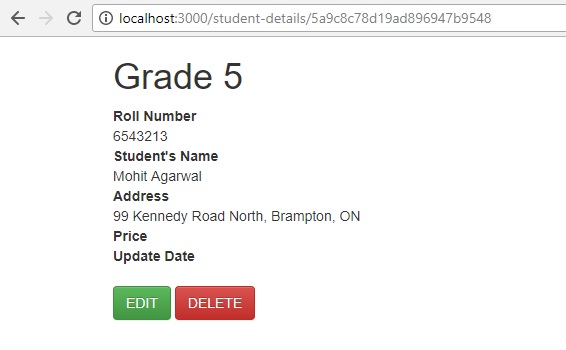 localhost:3000/student-details/5a9c8c78d19ad896947b9548
Grade 5
Roll Number
6543213
Student's Name
Mohit Agarwal
Address
99 Kennedy Road North, Brampton, ON
Price
Update Date
EDIT DELETE